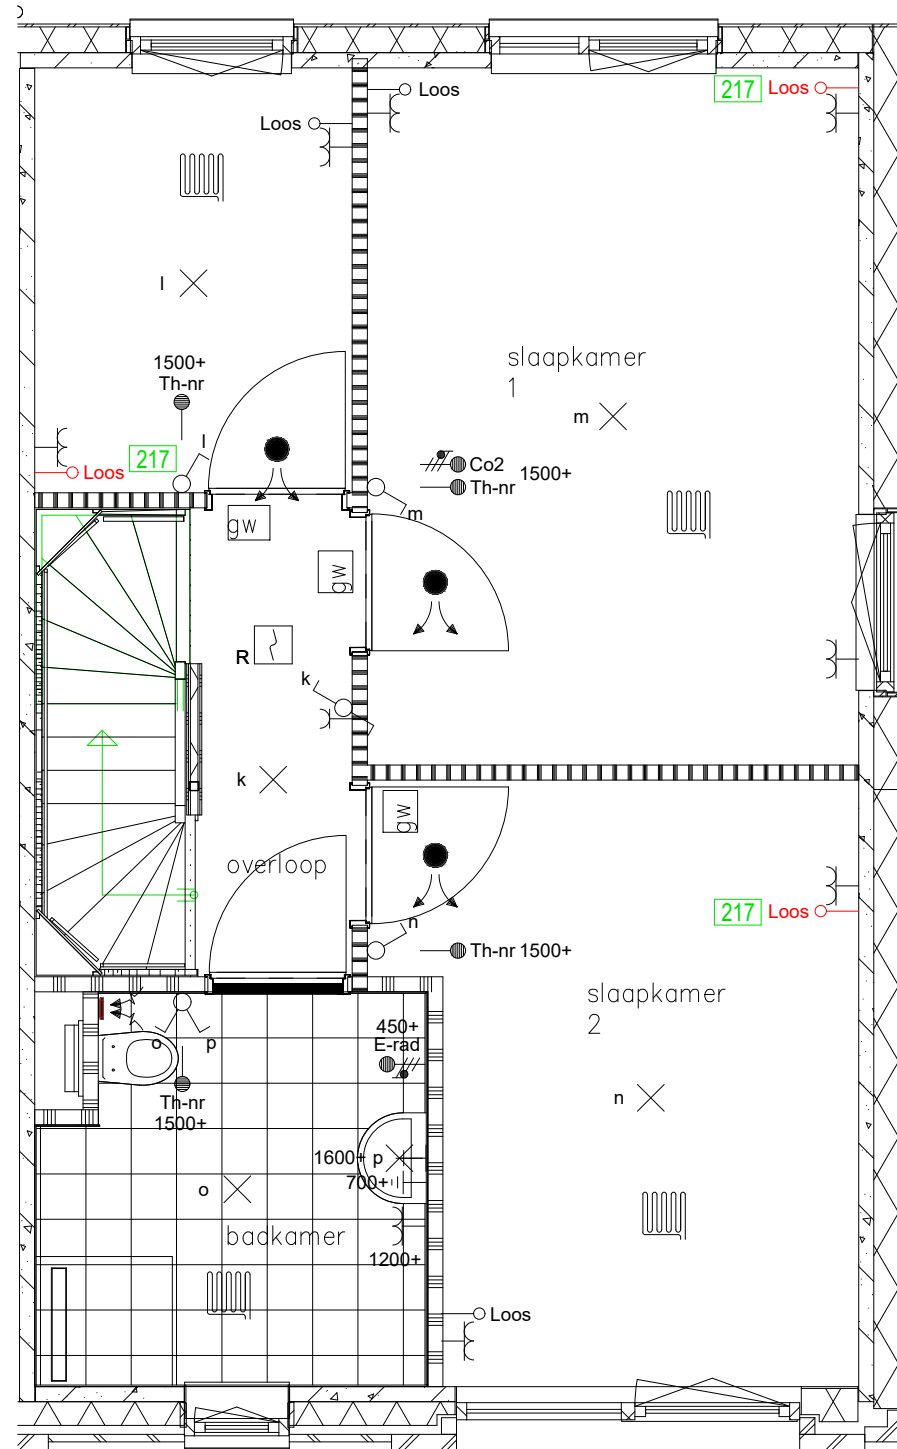 Loos
217 Loos
Loos
l
slaapkamer
1
1500+
Th-nr
m
l
217
Loos
Co2
1500+
Th-nr
m
gw
gw
R
k
k
gw
overloop
217 Loos
n
Th-nr 1500+
slaapkamer
2
450+
E-rad
o
p
Th-nr
1500+
n
1600+ p
700+
o
badkamer
1200+
Loos